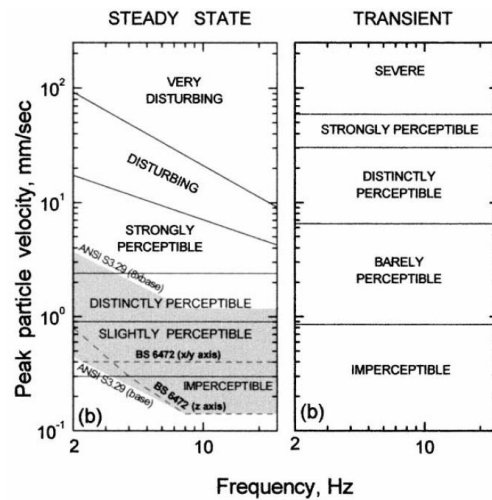 STEADY STATE
TRANSIENT
Peak particle velocity, mm/sec
10²
10¹
10⁰
10⁻¹
VERY
DISTURBING
DISTURBING
STRONGLY
PERCEPTIBLE
ANSI S3.29 (8xbase)
DISTINCTLY PERCEPTIBLE
SLIGHTLY PERCEPTIBLE
BS 6472 (x/y axis)
IMPERCEPTIBLE
BS 6472 (z axis)
ANSI S3.29 (base)
(b)
2
10
SEVERE
STRONGLY PERCEPTIBLE
DISTINCTLY
PERCEPTIBLE
BARELY
PERCEPTIBLE
IMPERCEPTIBLE
(b)
2
10
Frequency, Hz